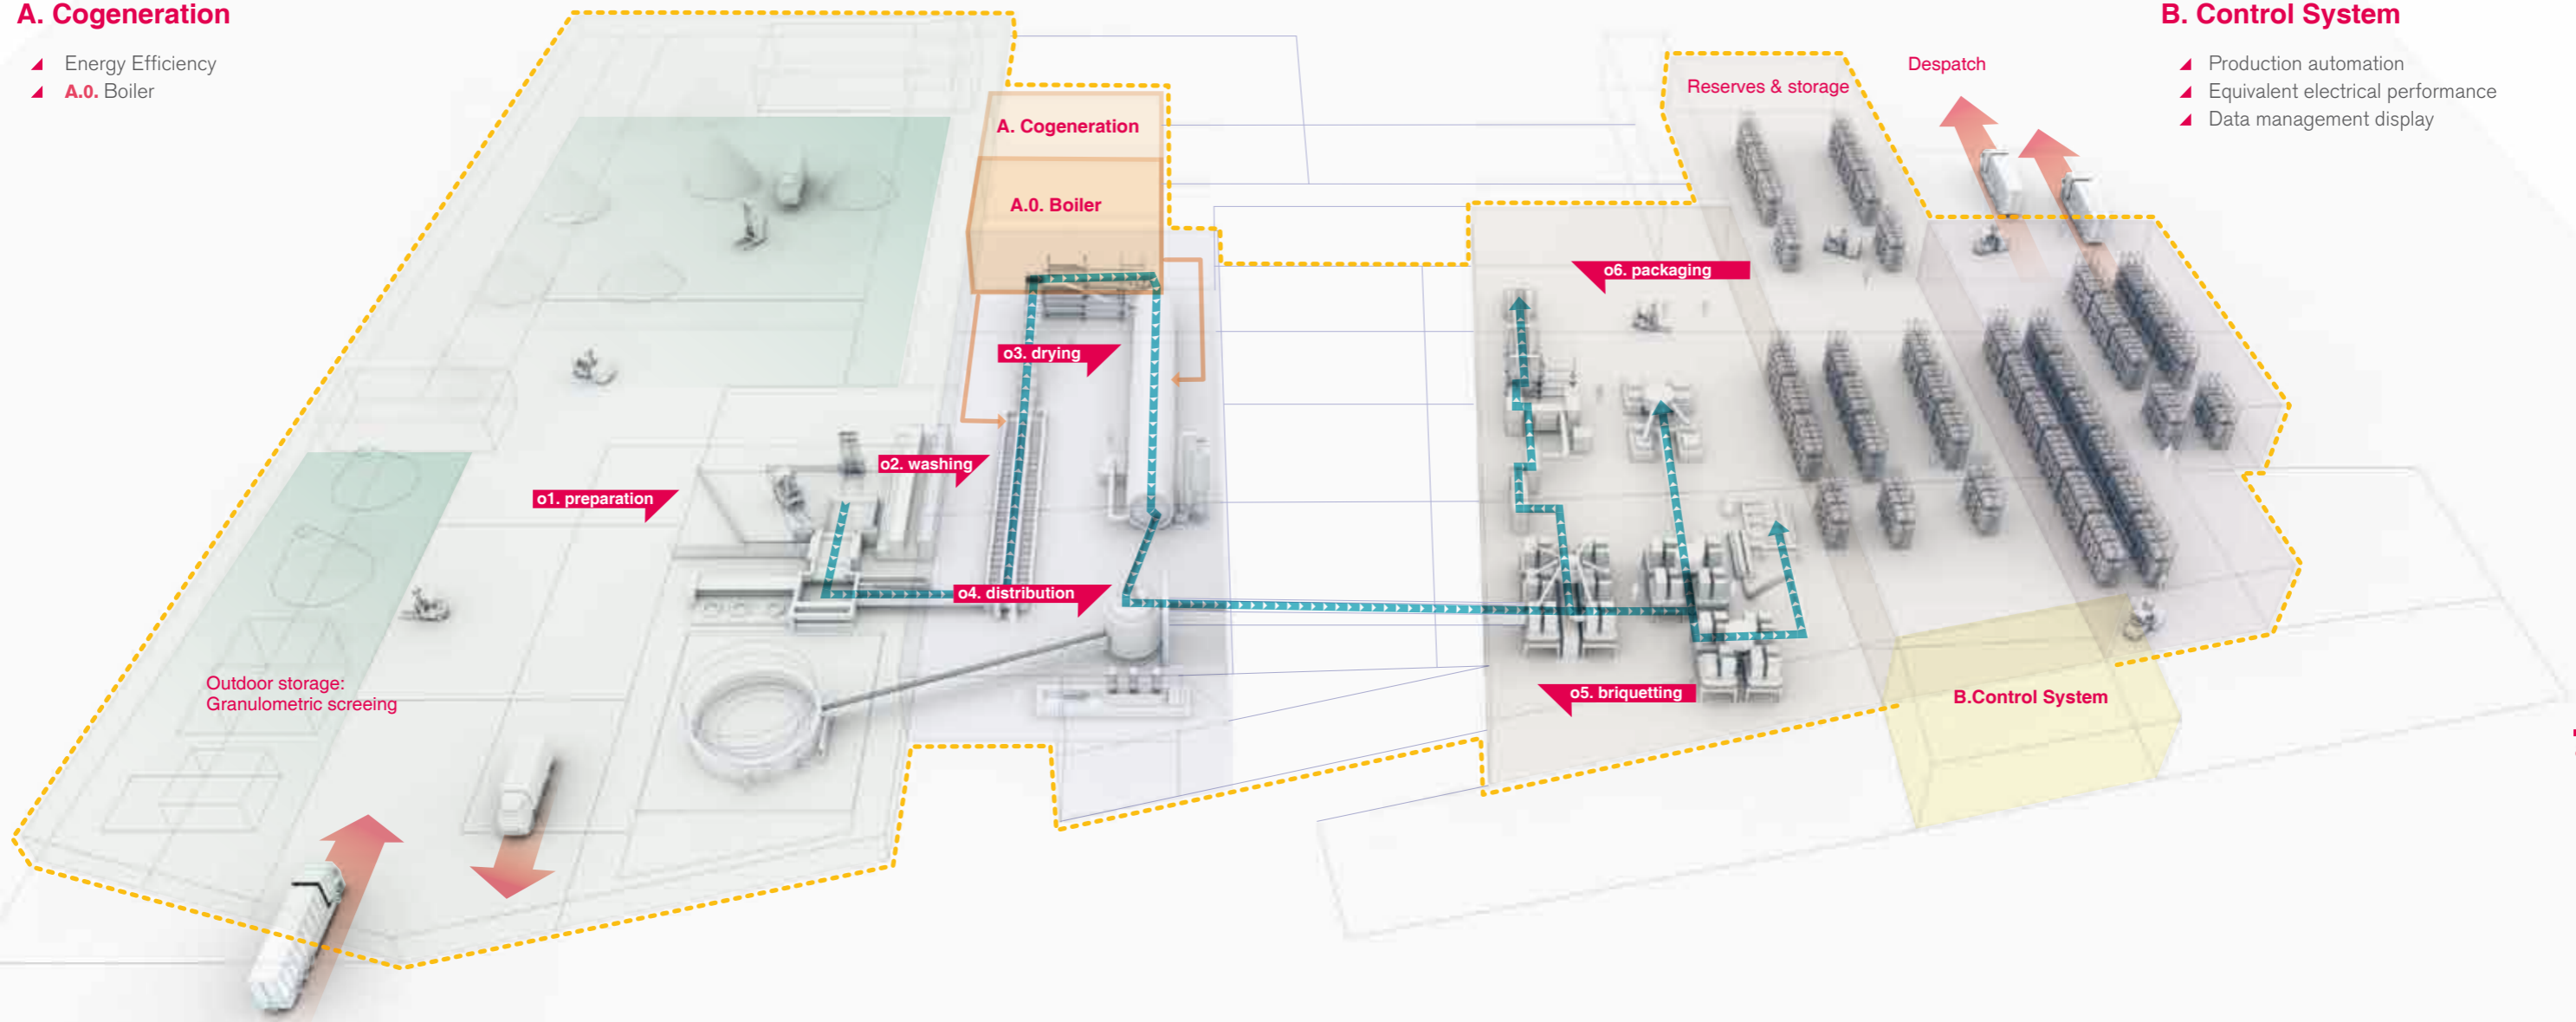 A. Cogeneration
Energy Efficiency
A.0. Boiler
B. Control System
Production automation
Equivalent electrical performance
Data management display
Despatch
Reserves & storage
A. Cogeneration
A.0. Boiler
o6. packaging
o3. drying
o2. washing
o1. preparation
o4. distribution
Outdoor storage:
Granulometric screeing
o5. briquetting
B.Control System